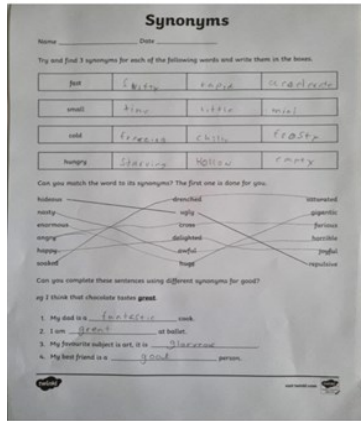 Synonyms
Name Date
Try and find 3 synonyms for each of the following words and write them in the boxes.
fast rapid
small little mini
cold freezing chilly frosty
hungry Starving Hollow empty
Can you match the word to its synonyms? The first one is done for you.
hideous drenched saturated
nasty ugly gigantic
enormous cross furious
angry delighted horrible
happy awful joyful
soaked huge repulsive
Can you complete these sentences using different synonyms for good?
eg I think that chocolate tastes great.
1. My dad is a fantastic cook.
2. I am great at ballet.
3. My favourite subject is art, it is
4. My best friend is a good person.
twinkl